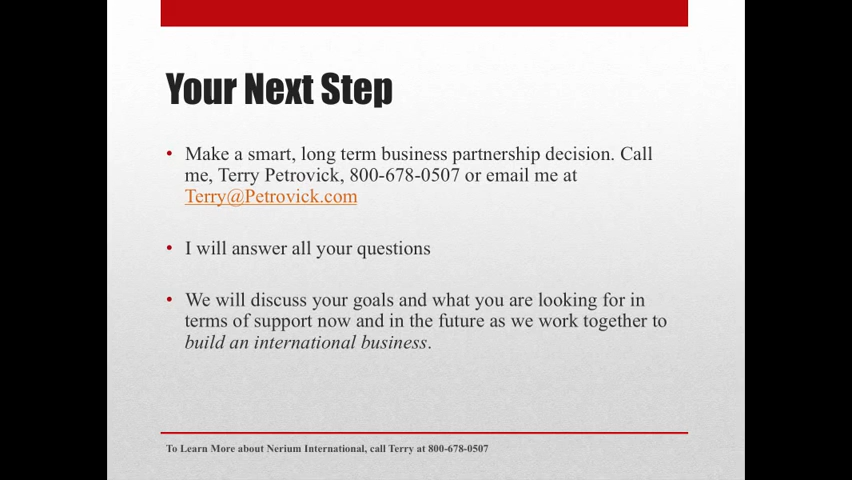 Your Next Step
• Make a smart, long term business partnership decision. Call
me, Terry Petrovick, 800-678-0507 or email me at
Terry@Petrovick.com
• I will answer all your questions
• We will discuss your goals and what you are looking for in
terms of support now and in the future as we work together to
build an international business.
To Learn More about Nerium International, call Terry at 800-678-0507